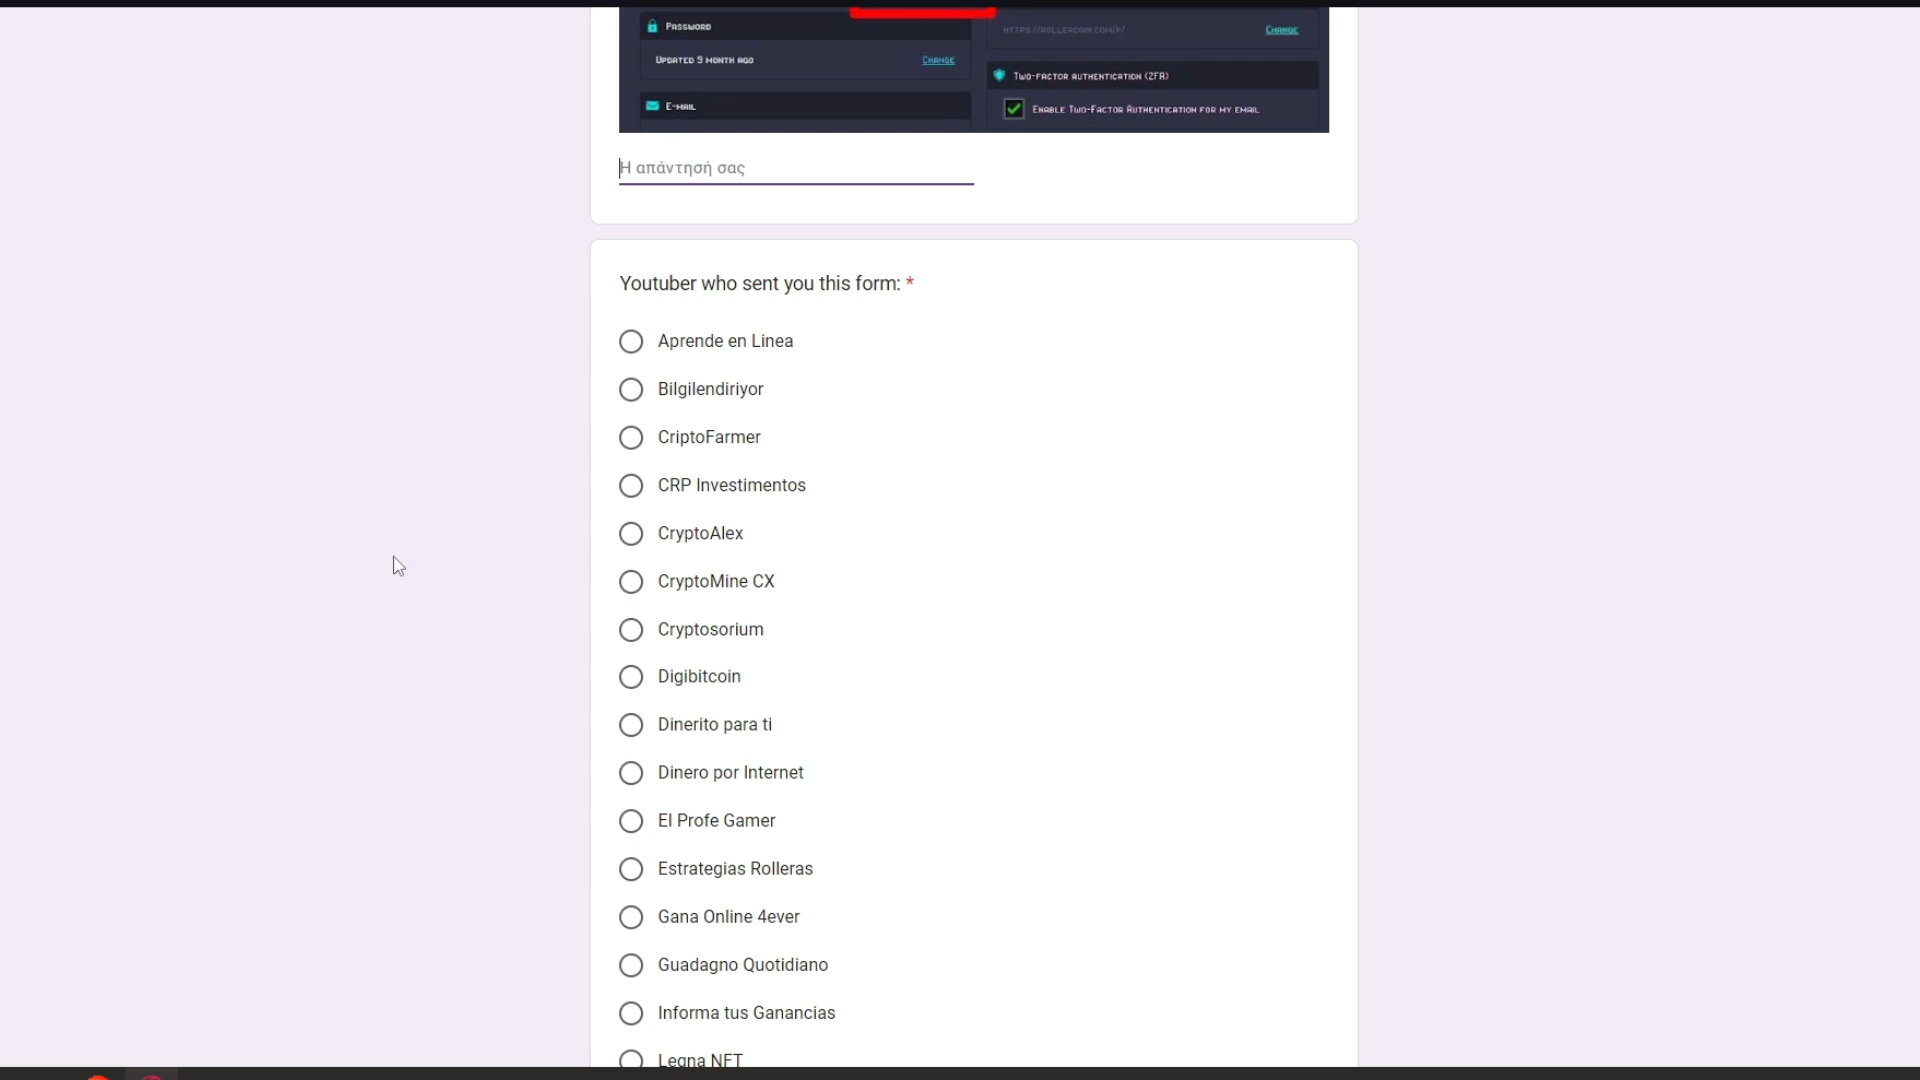 Password
https://rollercoin.com/p/
Change
Updated 9 month ago
Change
Two-factor authentication (2FA)
E-mail
Enable Two-Factor Authentication for my email
Η απάντησή σας
Youtuber who sent you this form: *
Aprende en Linea
Bilgilendiriyor
CriptoFarmer
CRP Investimentos
CryptoAlex
CryptoMine CX
Cryptosorium
Digibitcoin
Dinerito para ti
Dinero por Internet
El Profe Gamer
Estrategias Rolleras
Gana Online 4ever
Guadagno Quotidiano
Informa tus Ganancias
Legna NFT